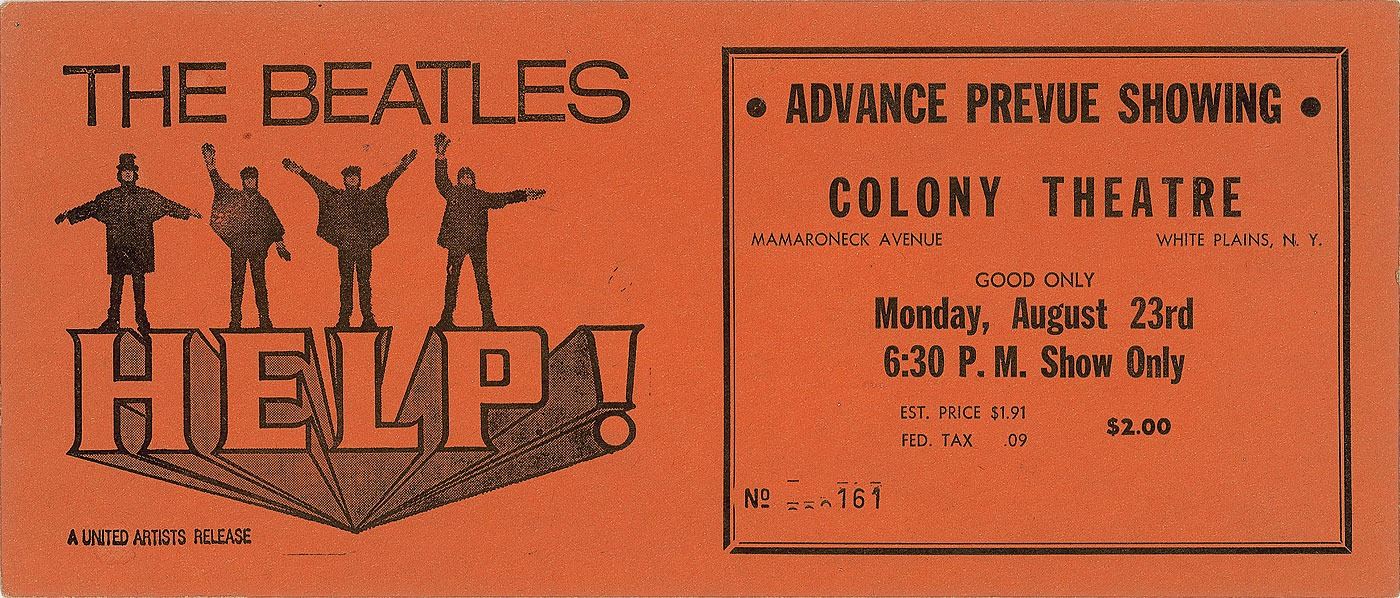 THE BEATLES
HELP!
A UNITED ARTISTS RELEASE
• ADVANCE PREVUE SHOWING •
COLONY THEATRE
MAMARONECK AVENUE WHITE PLAINS, N. Y.
GOOD ONLY
Monday, August 23rd
6:30 P. M. Show Only
EST. PRICE $1.91
FED. TAX .09
$2.00
Nº 161